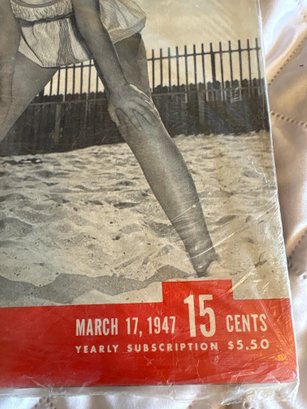 MARCH 17, 1947 15 CENTS
YEARLY SUBSCRIPTION $5.50